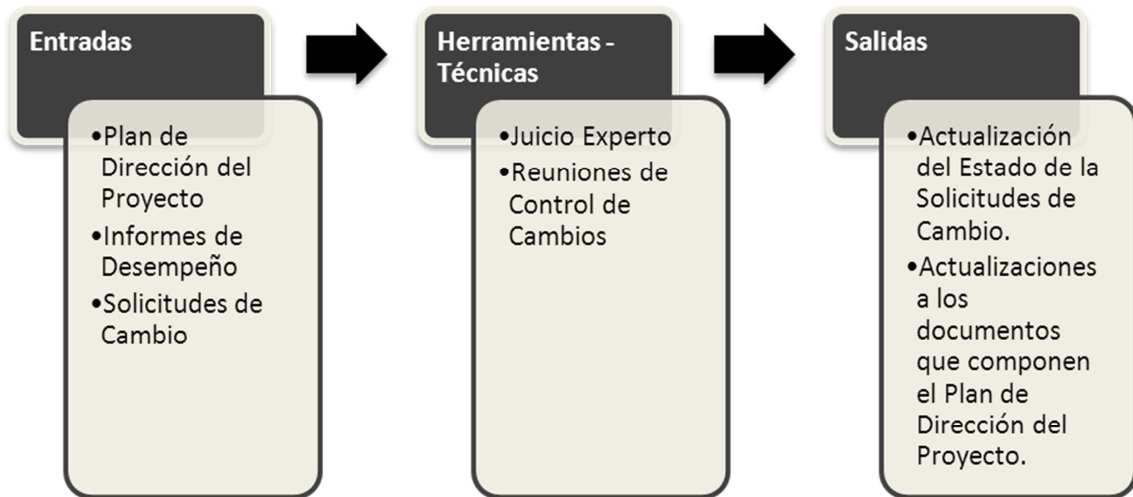 Entradas
•Plan de
Dirección del
Proyecto
•Informes de
Desempeño
•Solicitudes de
Cambio
Herramientas -
Técnicas
•Juicio Experto
•Reuniones de
Control de
Cambios
Salidas
•Actualización
del Estado de la
Solicitudes de
Cambio.
•Actualizaciones
a los
documentos
que componen
el Plan de
Dirección del
Proyecto.